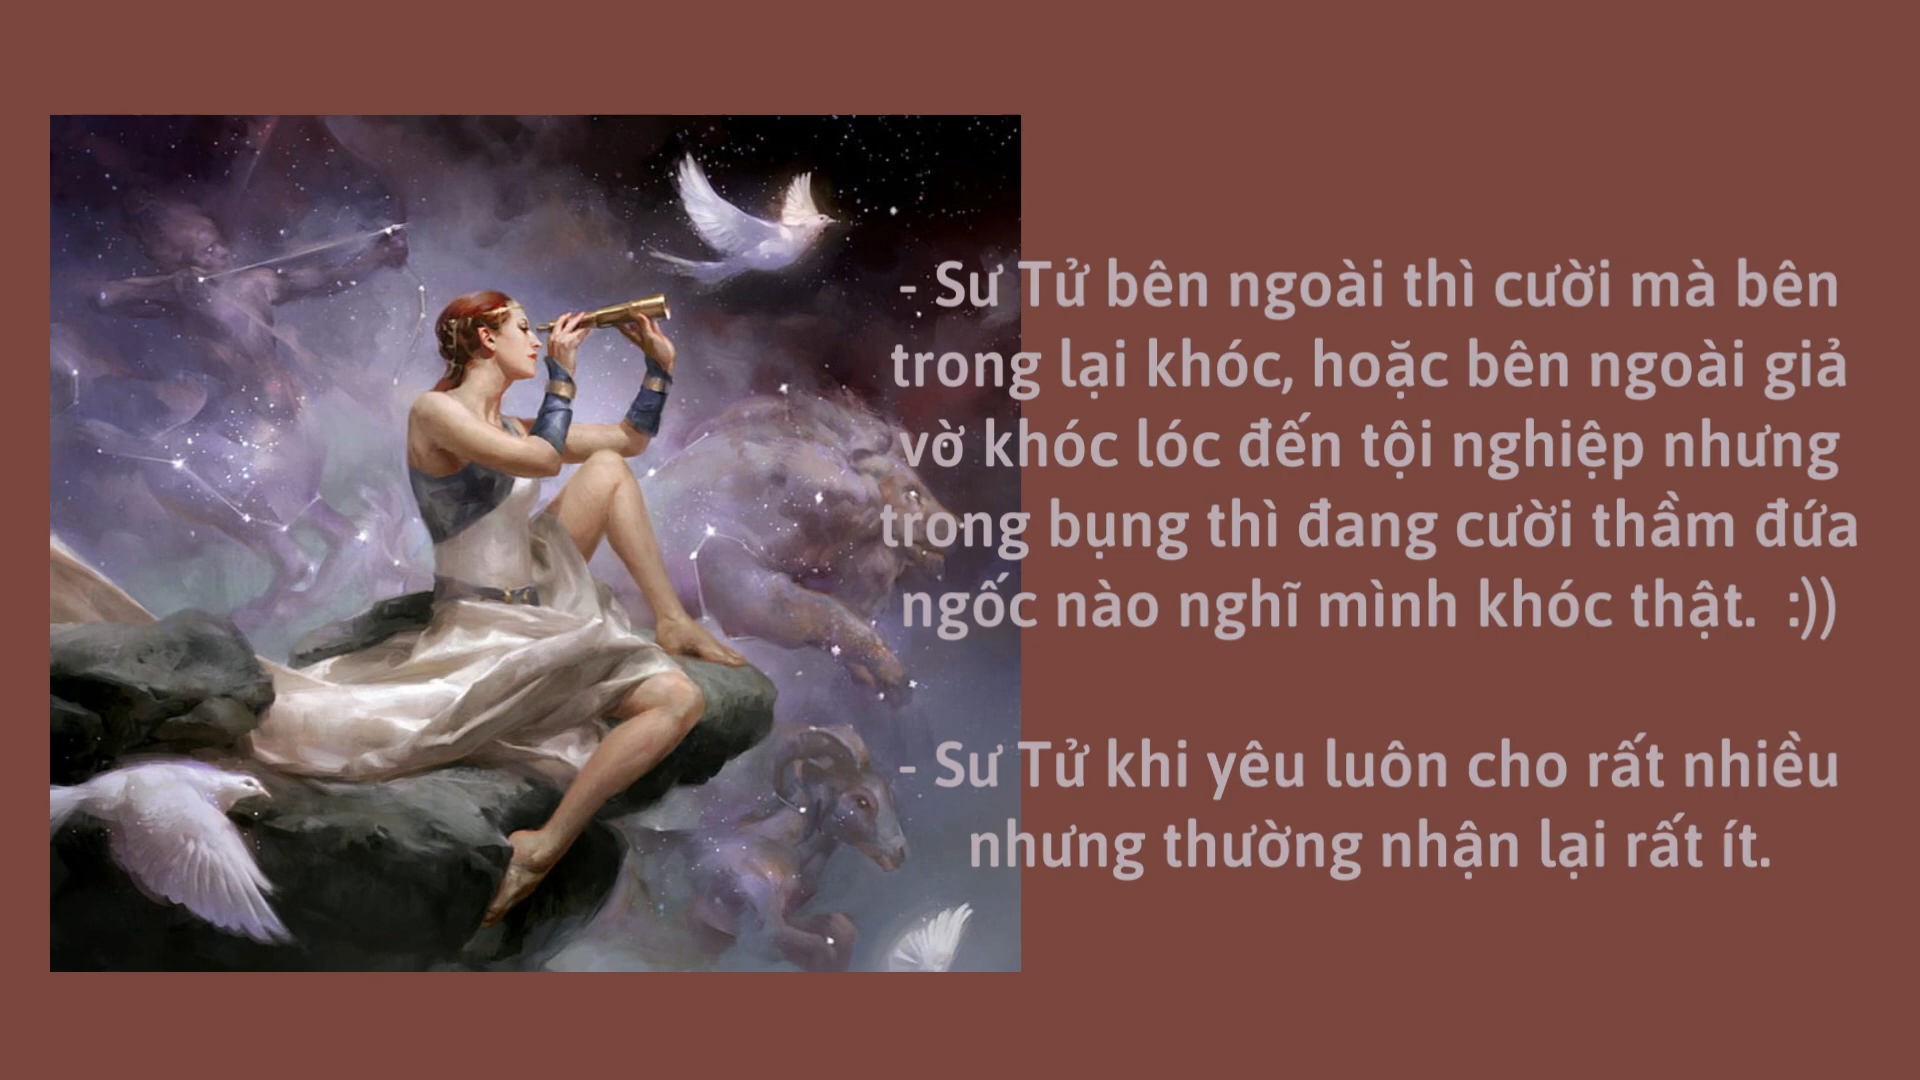 - Sư Tử bên ngoài thì cười mà bên
trong lại khóc, hoặc bên ngoài giả
vờ khóc lóc đến tội nghiệp nhưng
trong bụng thì đang cười thầm đứa
ngốc nào nghĩ mình khóc thật.  :))
- Sư Tử khi yêu luôn cho rất nhiều
nhưng thường nhận lại rất ít.